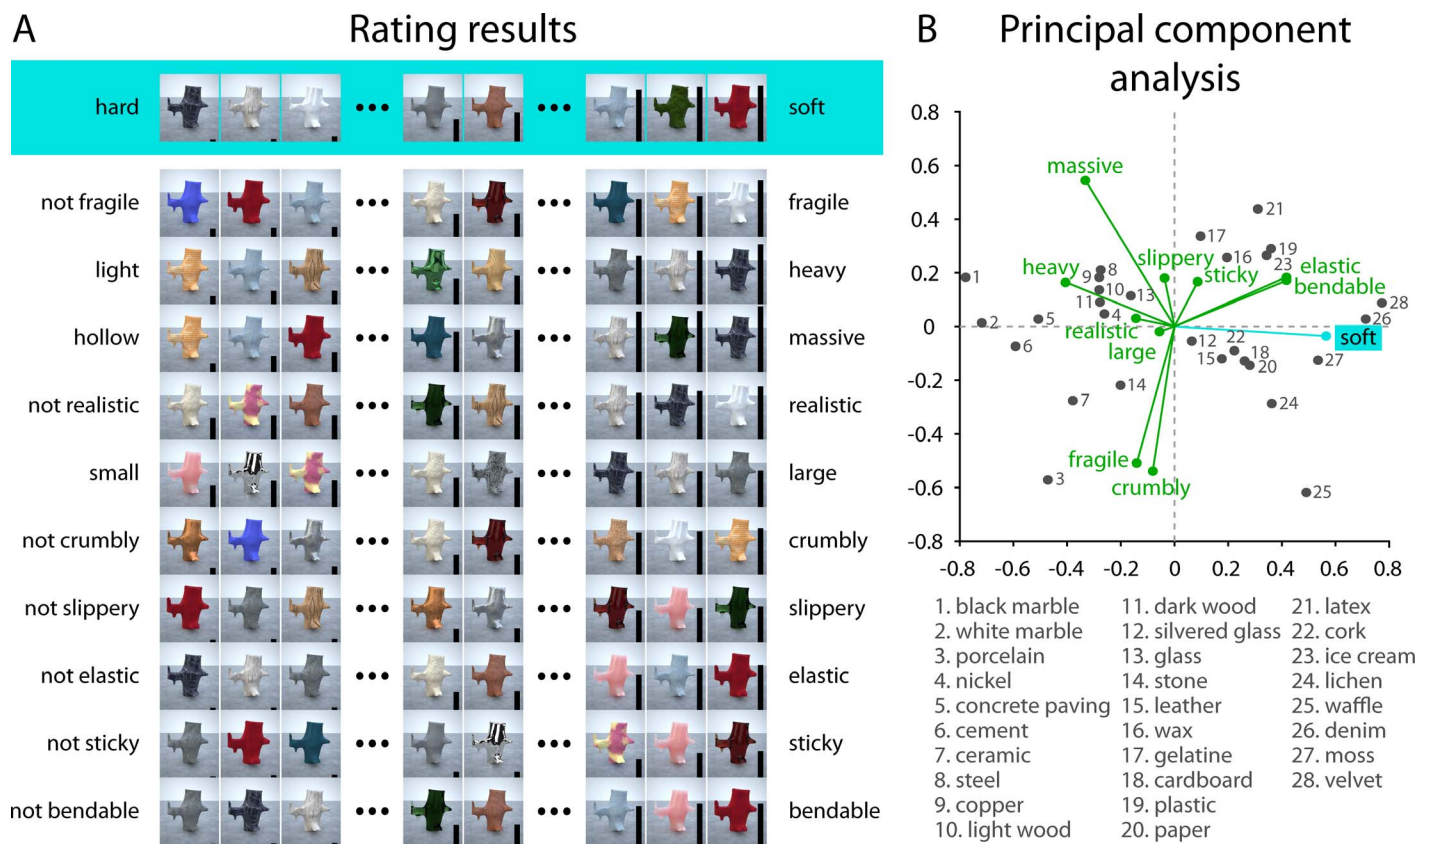 A
Rating results
hard
soft
not fragile
fragile
light
heavy
hollow
massive
not realistic
realistic
small
large
not crumbly
crumbly
not slippery
slippery
not elastic
elastic
not sticky
sticky
not bendable
bendable
B
Principal component
analysis
0.8
0.6
0.4
0.2
0
-0.2
-0.4
-0.6
-0.8
-0.8
-0.6
-0.4
-0.2
0
0.2
0.4
0.6
0.8
massive
heavy
slippery
sticky
elastic
bendable
realistic
large
soft
fragile
crumbly
1
2
3
4
5
6
7
8
9
10
11
12
13
14
15
16
17
18
19
20
21
22
23
24
25
26
27
28
1. black marble
2. white marble
3. porcelain
4. nickel
5. concrete paving
6. cement
7. ceramic
8. steel
9. copper
10. light wood
11. dark wood
12. silvered glass
13. glass
14. stone
15. leather
16. wax
17. gelatine
18. cardboard
19. plastic
20. paper
21. latex
22. cork
23. ice cream
24. lichen
25. waffle
26. denim
27. moss
28. velvet